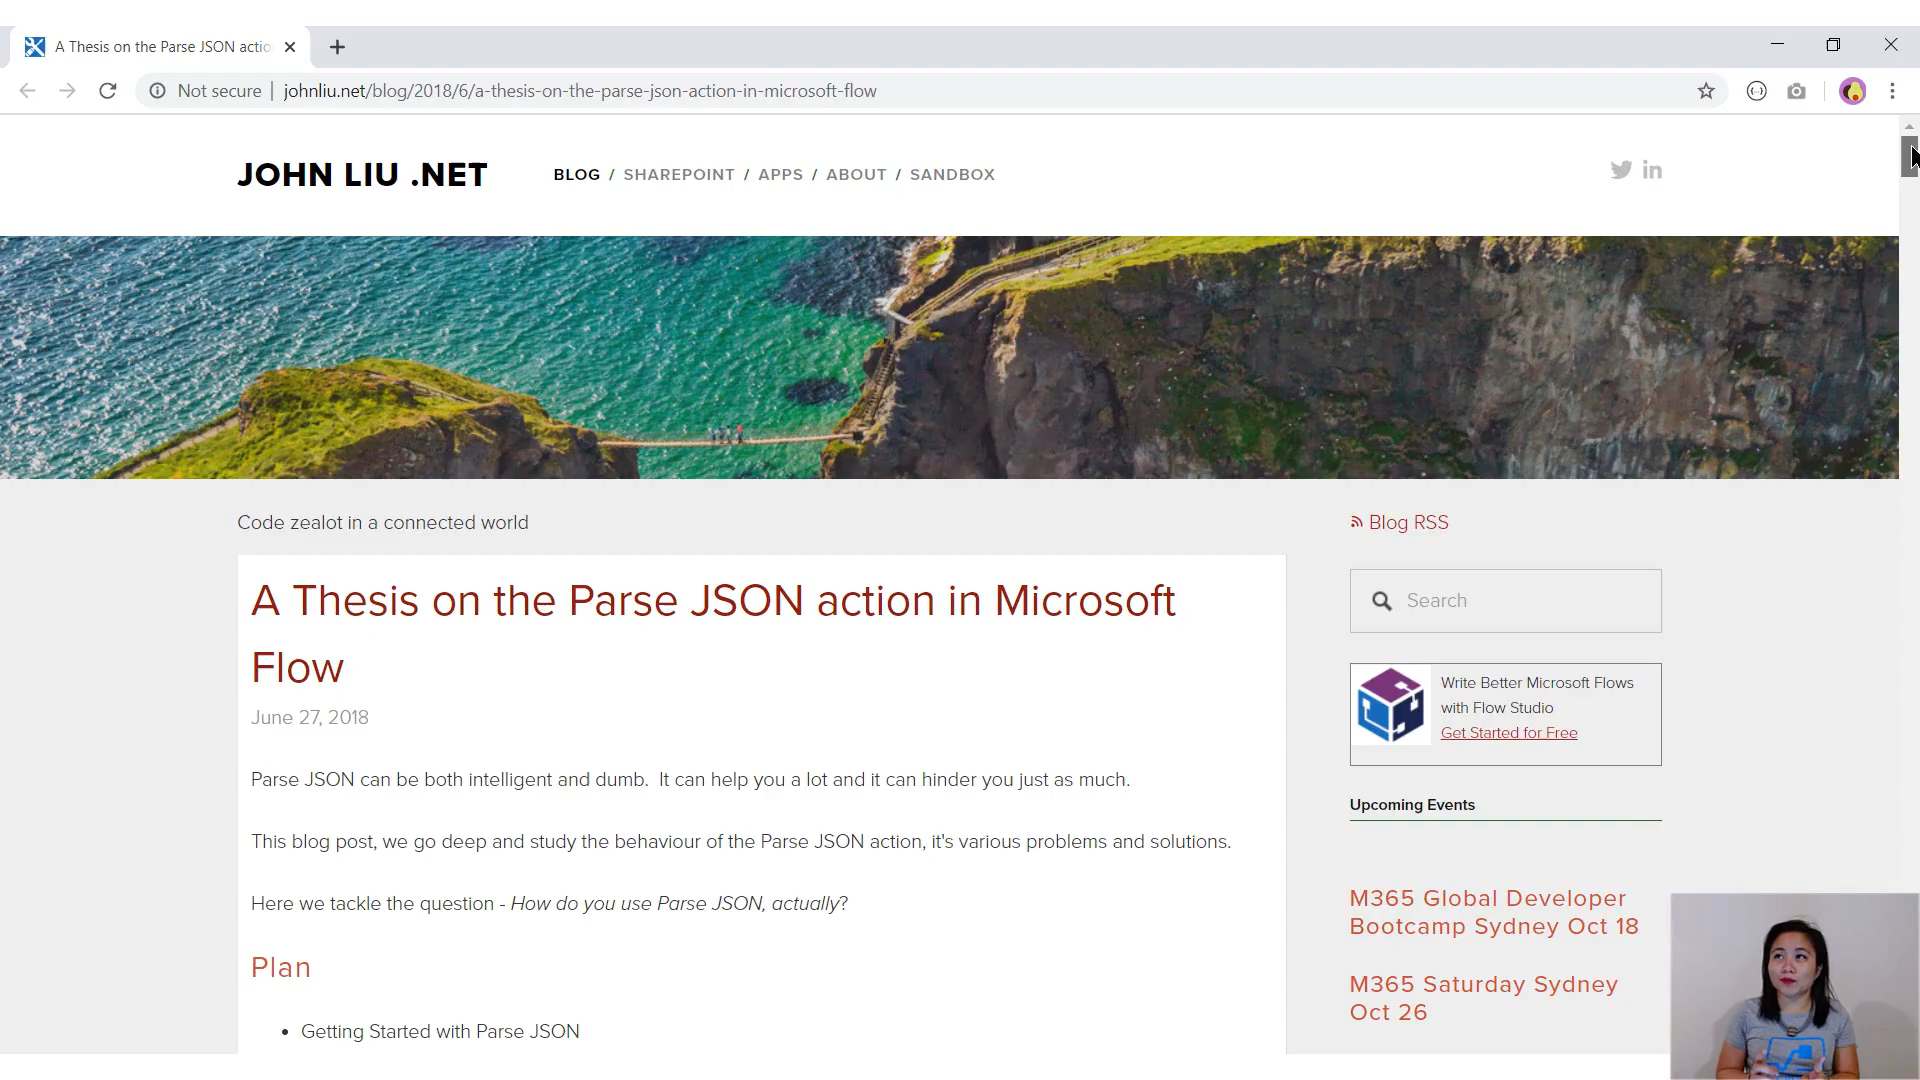 A Thesis on the Parse JSON actio
Not secure | johnliu.net/blog/2018/6/a-thesis-on-the-parse-json-action-in-microsoft-flow
JOHN LIU .NET
BLOG / SHAREPOINT / APPS / ABOUT / SANDBOX
Code zealot in a connected world
A Thesis on the Parse JSON action in Microsoft
Flow
June 27, 2018
Parse JSON can be both intelligent and dumb. It can help you a lot and it can hinder you just as much.
This blog post, we go deep and study the behaviour of the Parse JSON action, it's various problems and solutions.
Here we tackle the question - How do you use Parse JSON, actually?
Plan
• Getting Started with Parse JSON
Blog RSS
Search
Write Better Microsoft Flows
with Flow Studio
Get Started for Free
Upcoming Events
M365 Global Developer
Bootcamp Sydney Oct 18
M365 Saturday Sydney
Oct 26